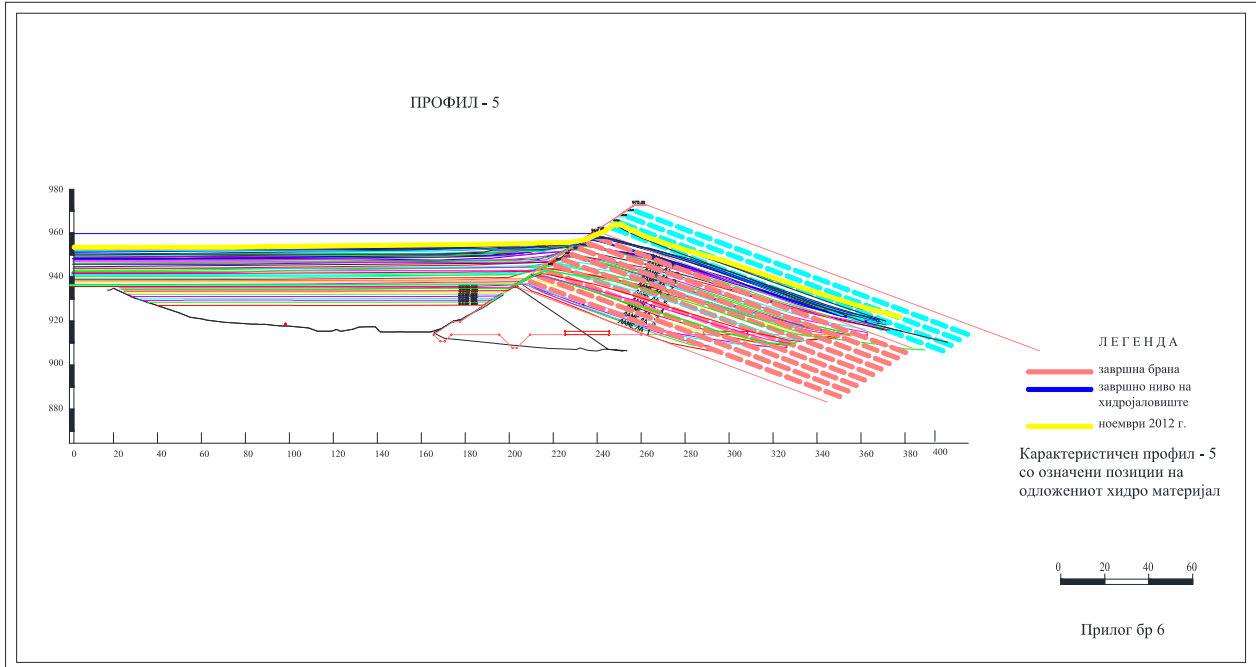 ПРОФИЛ - 5
980
960
940
920
900
880
0 20 40 60 80 100 120 140 160 180 200 220 240 260 280 300 320 340 360 380 400
ЛЕГЕНДА
завршна брана
завршно ниво на
хидројаловиште
ноември 2012 г.
Карактеристичен профил - 5
со означени позиции на
одложениот хидро материјал
0 20 40 60
Прилог бр 6